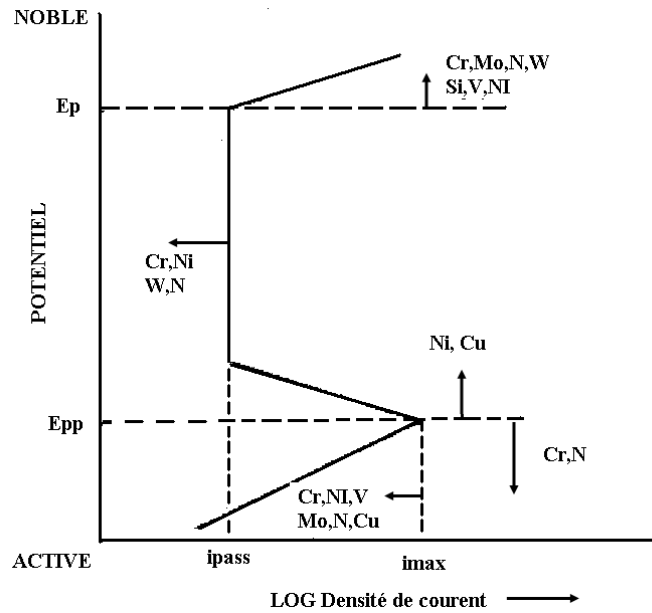 NOBLE
Cr,Mo,N,W
Si,V,NI
Ep
POTENTIEL
Cr,Ni
W,N
Ni, Cu
Epp
Cr,N
Cr,NI,V
Mo,N,Cu
ACTIVE
ipass
imax
LOG Densité de courent